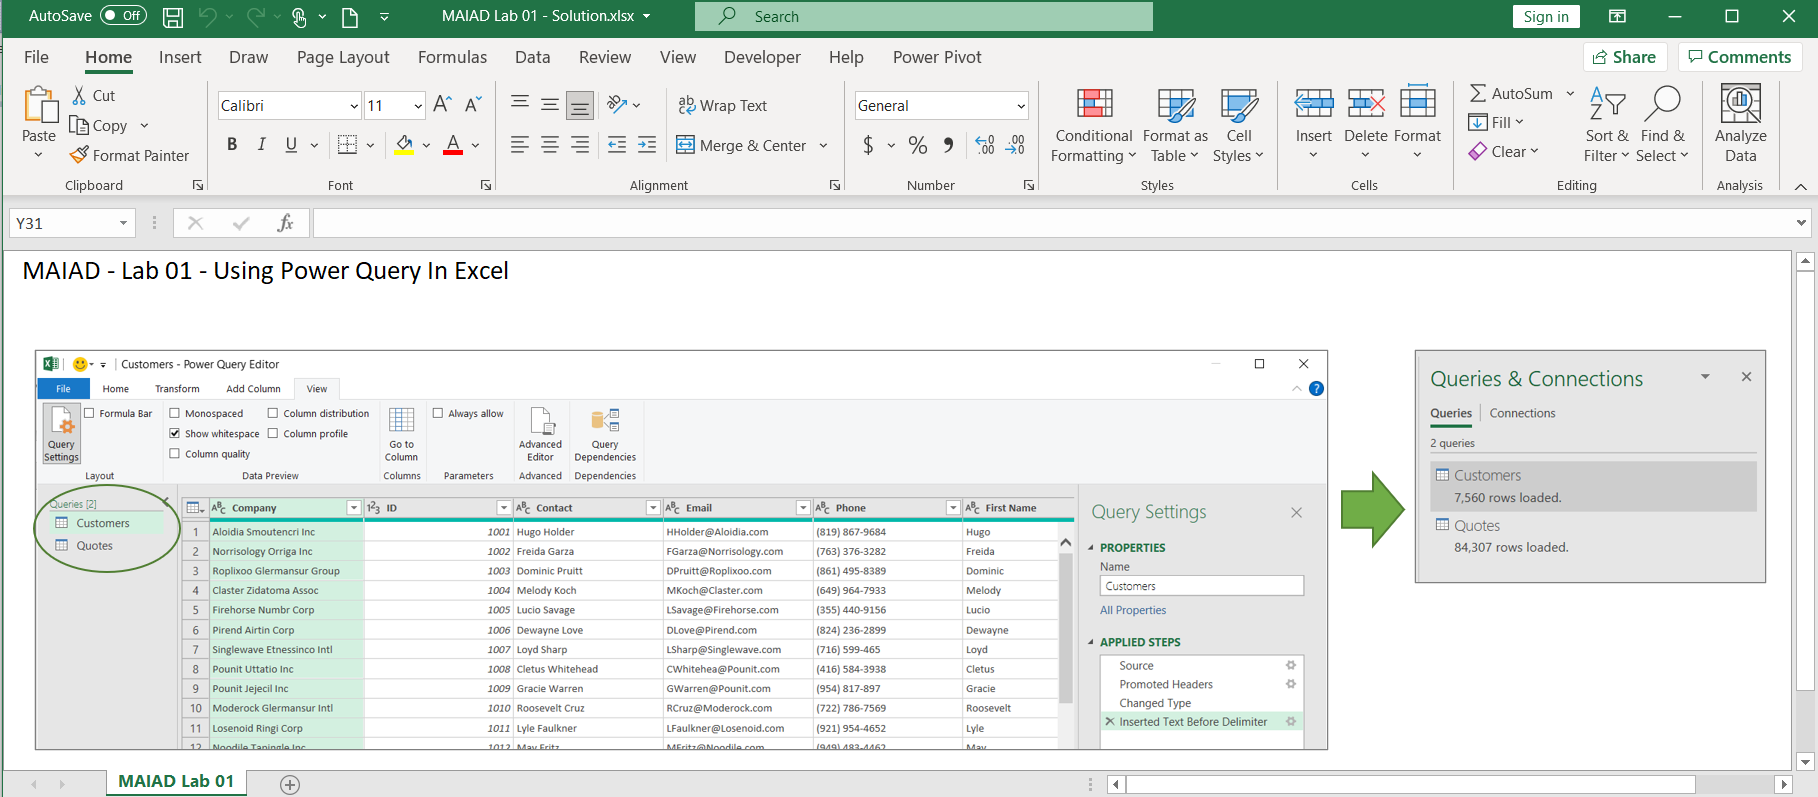 AutoSave Off MAIAD Lab 01 - Solution.xlsx Search Sign in
File Home Insert Draw Page Layout Formulas Data Review View Developer Help Power Pivot Share Comments
Paste
Cut
Copy
Format Painter
Clipboard
Calibri 11
B I U
Font
Wrap Text
Merge & Center
Alignment
General
$ % 9
Number
Conditional Formatting
Format as Table
Cell Styles
Styles
Insert Delete Format
Cells
AutoSum
Fill
Clear
Sort & Filter
Find & Select
Editing
Analyze Data
Analysis
Y31 fx
MAIAD - Lab 01 - Using Power Query In Excel
Customers - Power Query Editor
File Home Transform Add Column View
Query Settings
Formula Bar
Layout
Monospaced
Show whitespace
Column quality
Column distribution
Column profile
Data Preview
Go to Column
Columns
Always allow
Parameters
Advanced Editor
Advanced
Query Dependencies
Dependencies
Queries [2]
Customers
Quotes
ABC Company 123 ID ABC Contact ABC Email ABC Phone ABC First Name
1 Aloidia Smoutencri Inc 1001 Hugo Holder HHolder@Aloidia.com (819) 867-9684 Hugo
2 Norrisology Orriga Inc 1002 Freida Garza FGarza@Norrisology.com (763) 376-3282 Freida
3 Roplixoo Glermansur Group 1003 Dominic Pruitt DPruitt@Roplixoo.com (861) 495-8389 Dominic
4 Claster Zidatoma Assoc 1004 Melody Koch MKoch@Claster.com (649) 964-7933 Melody
5 Firehorse Numbr Corp 1005 Lucio Savage LSavage@Firehorse.com (355) 440-9156 Lucio
6 Pirend Airtin Corp 1006 Dewayne Love DLove@Pirend.com (824) 236-2899 Dewayne
7 Singlewave Etnessinco Intl 1007 Loyd Sharp LSharp@Singlewave.com (716) 599-465 Loyd
8 Pounit Uttatio Inc 1008 Cletus Whitehead CWhitehea@Pounit.com (416) 584-3938 Cletus
9 Pounit Jejecil Inc 1009 Gracie Warren GWarren@Pounit.com (954) 817-897 Gracie
10 Moderock Glermansur Intl 1010 Roosevelt Cruz RCruz@Moderock.com (722) 786-7569 Roosevelt
11 Losenoid Ringi Corp 1011 Lyle Faulkner LFaulkner@Losenoid.com (921) 954-4652 Lyle
12 Noodile Tapingle Inc 1012 May Fritz MFritz@Noodile.com (949) 483-4462 May
Query Settings
PROPERTIES
Name
Customers
All Properties
APPLIED STEPS
Source
Promoted Headers
Changed Type
Inserted Text Before Delimiter
Queries & Connections
Queries Connections
2 queries
Customers
7,560 rows loaded.
Quotes
84,307 rows loaded.
MAIAD Lab 01